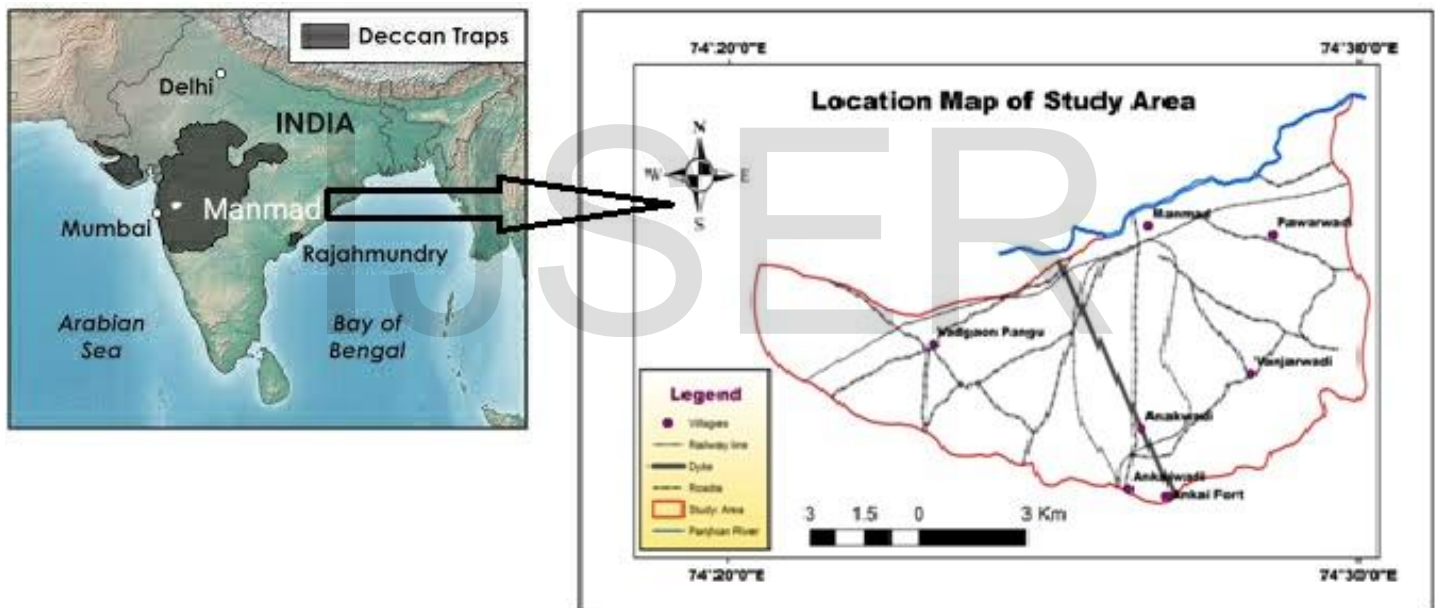 Deccan Traps
Delhi
INDIA
Manmad
Mumbai
Rajahmundry
Arabian
Sea
Bay of
Bengal
IJSER
74°20'0"E
74°30'0"E
Location Map of Study Area
N
W
E
S
Manmad
Pawarwadi
Vadgaon Pangu
Vanjarwadi
Anakwadi
Ankaiwadi
Ankai Fort
Legend
Villages
Railway line
Dyke
Roads
Study Area
River
3 1.5 0 3 Km
74°20'0"E
74°30'0"E